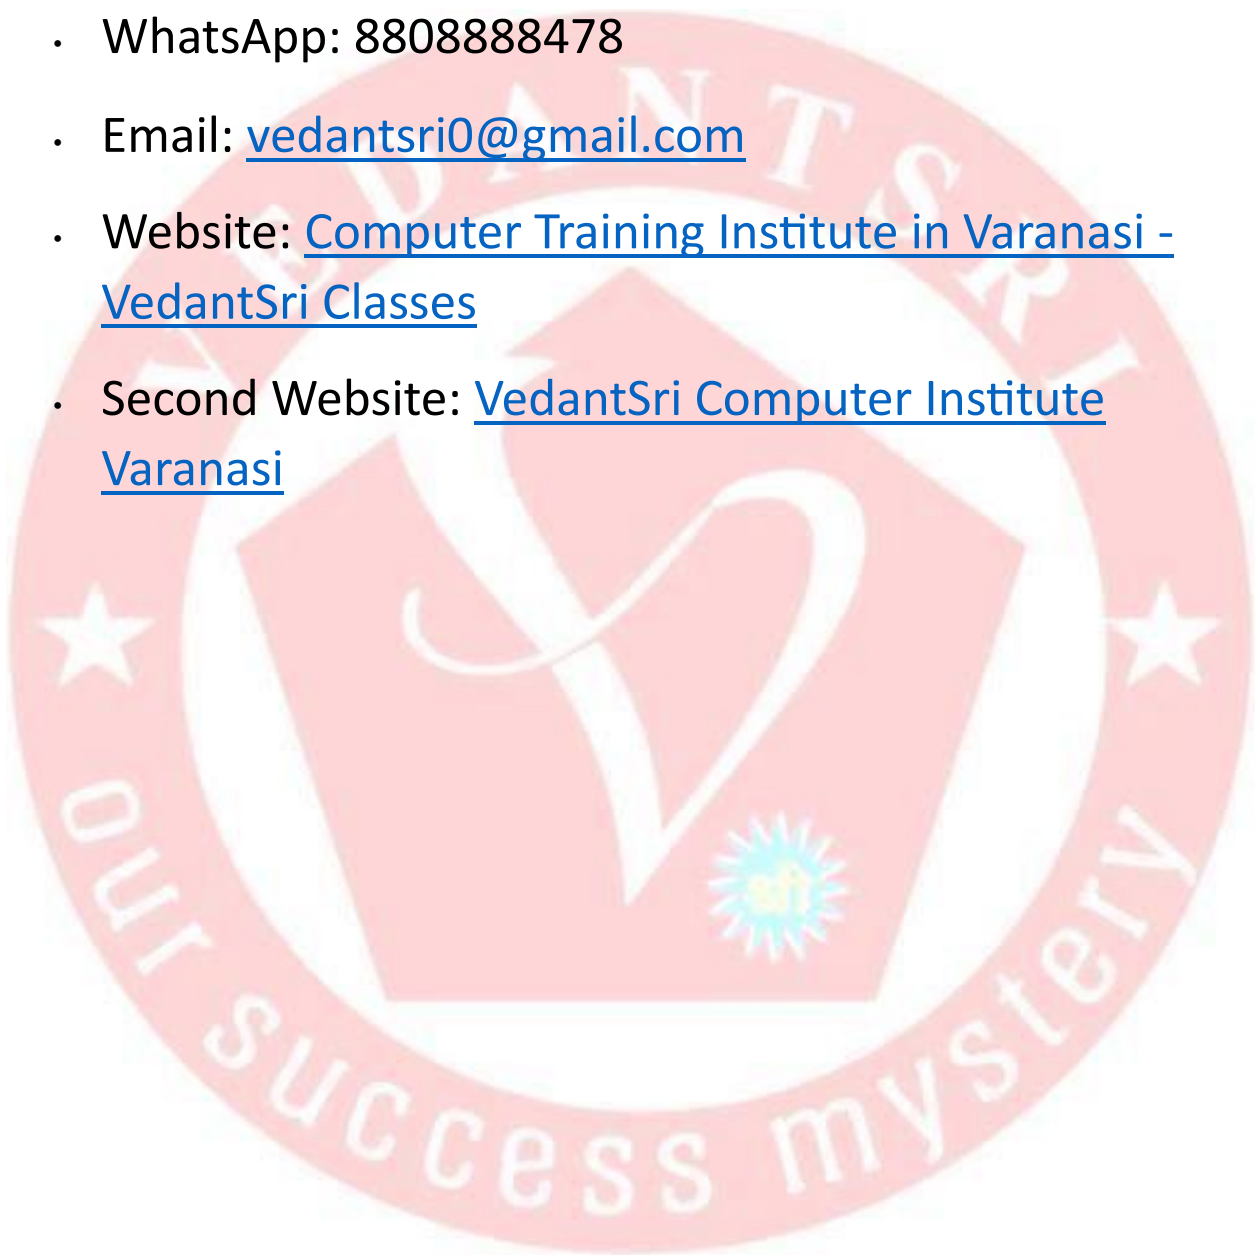 • WhatsApp: 8808888478
• Email: vedantsri0@gmail.com
• Website: Computer Training Institute in Varanasi -
VedantSri Classes
• Second Website: VedantSri Computer Institute
Varanasi
VEDANTSRI
sft
our success mystery